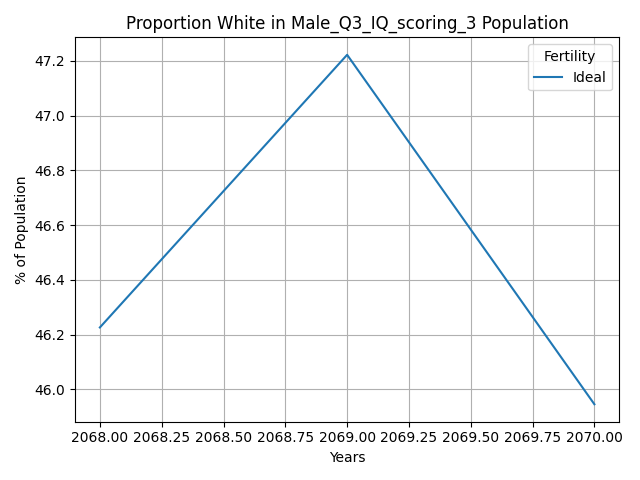 Proportion White in Male_Q3_IQ_scoring_3 Population
Fertility
Ideal
% of Population
47.2
47.0
46.8
46.6
46.4
46.2
46.0
2068.00 2068.25 2068.50 2068.75 2069.00 2069.25 2069.50 2069.75 2070.00
Years